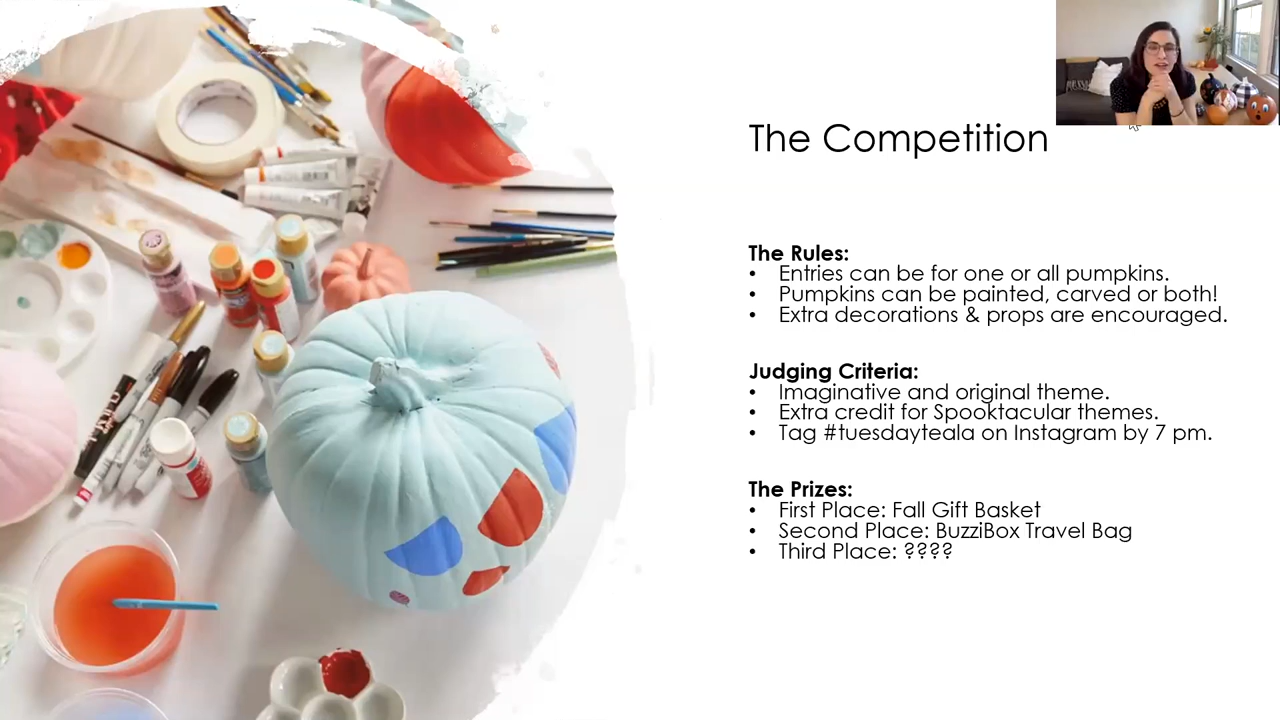 The Competition
The Rules:
• Entries can be for one or all pumpkins.
• Pumpkins can be painted, carved or both!
• Extra decorations & props are encouraged.
Judging Criteria:
• Imaginative and original theme.
• Extra credit for Spooktacular themes.
• Tag #tuesdayteala on Instagram by 7 pm.
The Prizes:
• First Place: Fall Gift Basket
• Second Place: BuzziBox Travel Bag
• Third Place: ????